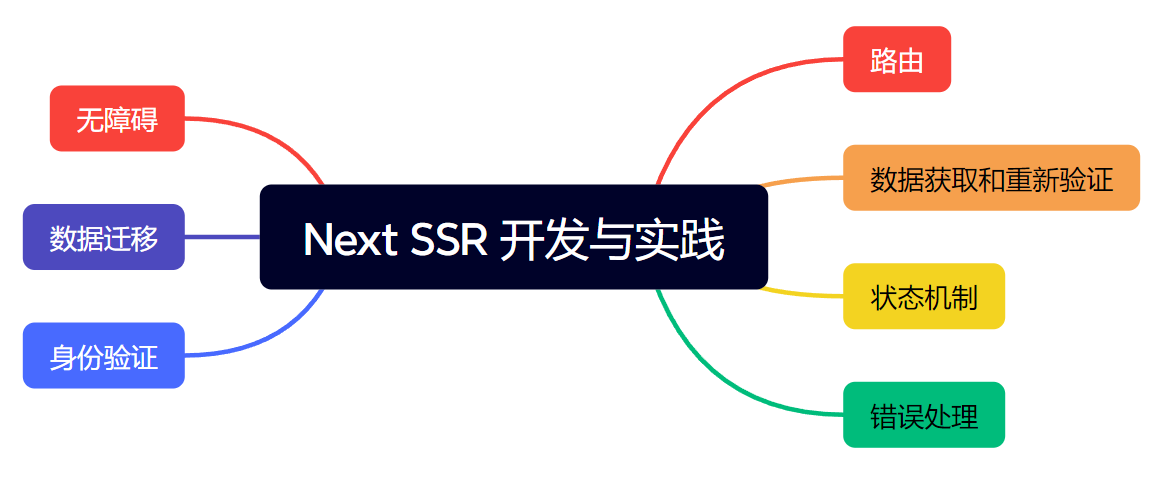 Next SSR 开发与实践
路由
数据获取和重新验证
状态机制
错误处理
无障碍
数据迁移
身份验证